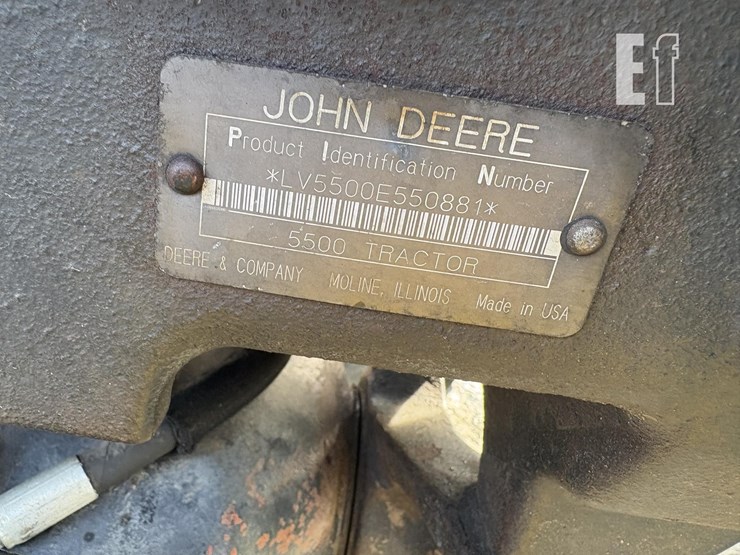 Ef
JOHN DEERE
Product Identification Number
*LV5500E550881*
5500 TRACTOR
DEERE & COMPANY MOLINE, ILLINOIS Made in USA